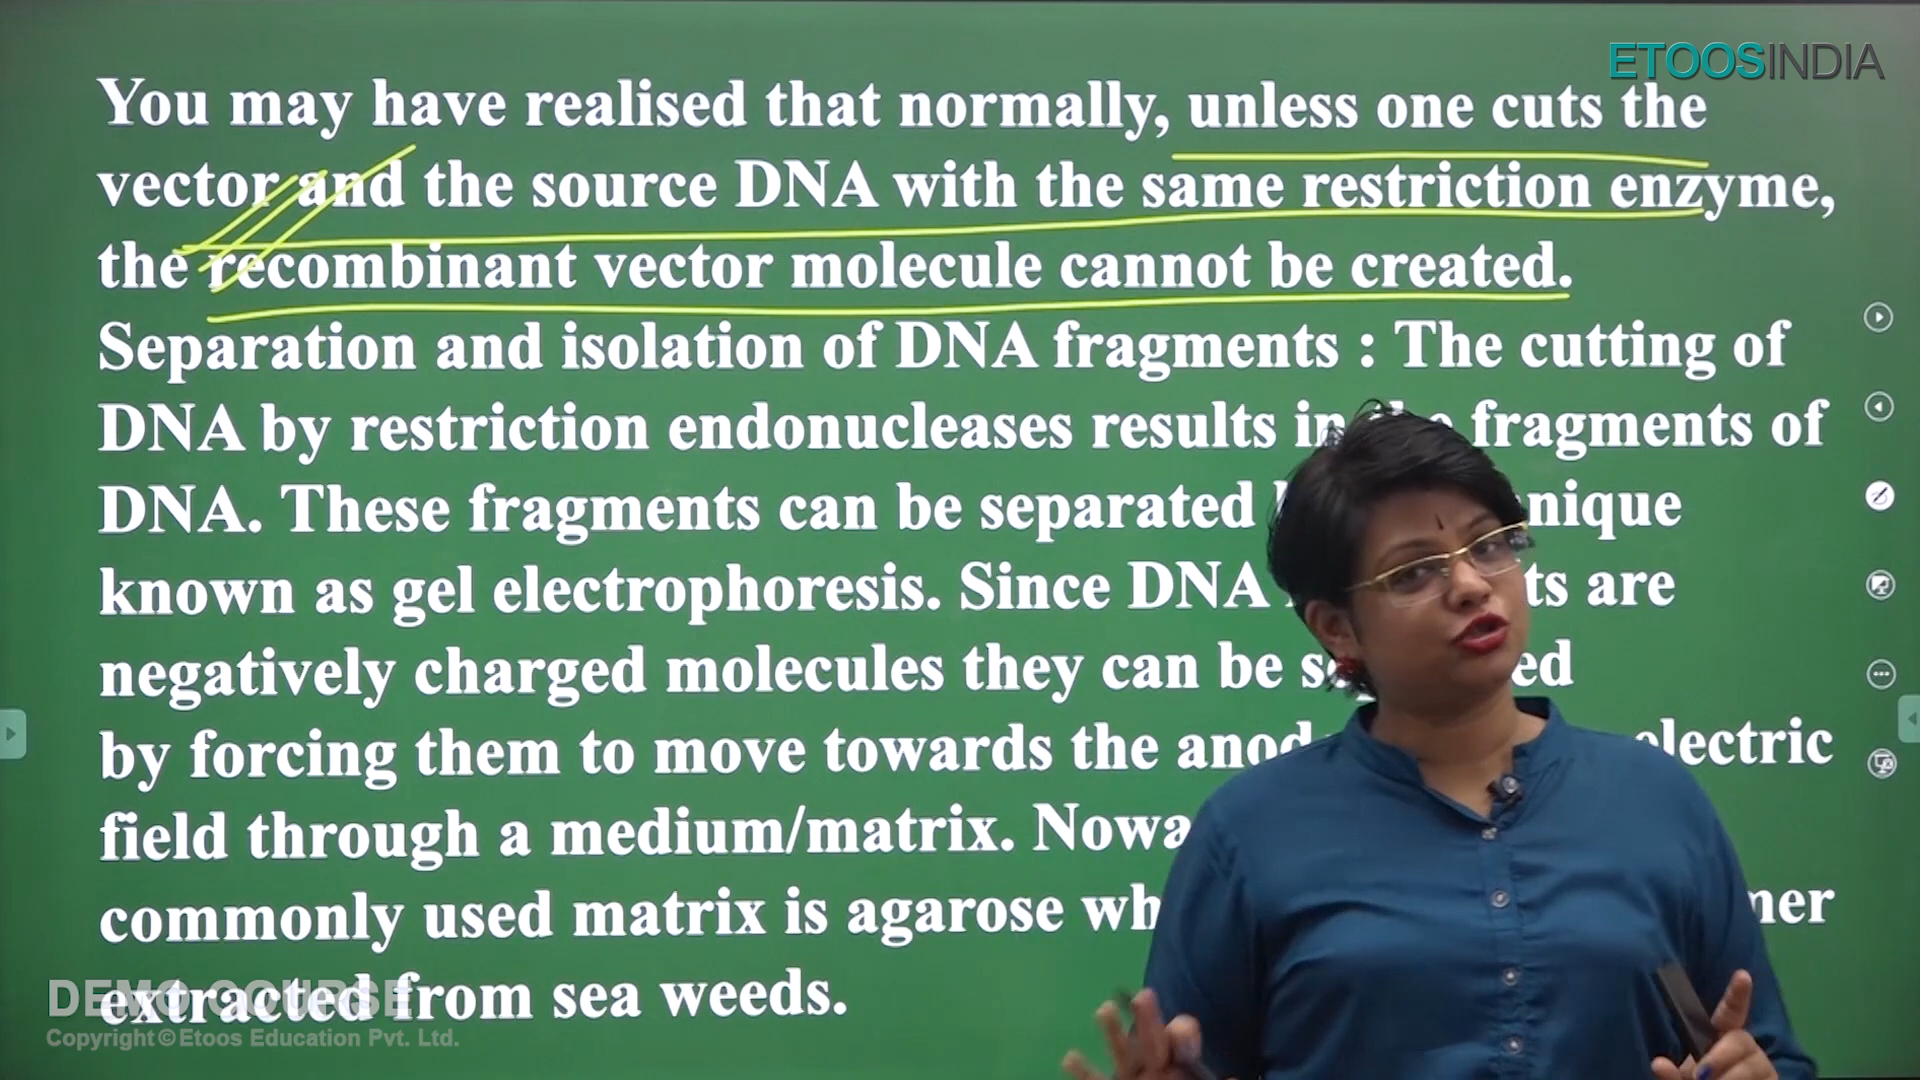 ETOOSINDIA
You may have realised that normally, unless one cuts the
vector and the source DNA with the same restriction enzyme,
the recombinant vector molecule cannot be created.
Separation and isolation of DNA fragments : The cutting of
DNA by restriction endonucleases results in the fragments of
DNA. These fragments can be separated
known as gel electrophoresis. Since DNA are
negatively charged molecules they can be
by forcing them to move towards the electric
field through a medium/matrix.
commonly used matrix is agarose
extracted from sea weeds.
DEMO COURSE
Copyright © Etoos Education Pvt. Ltd.